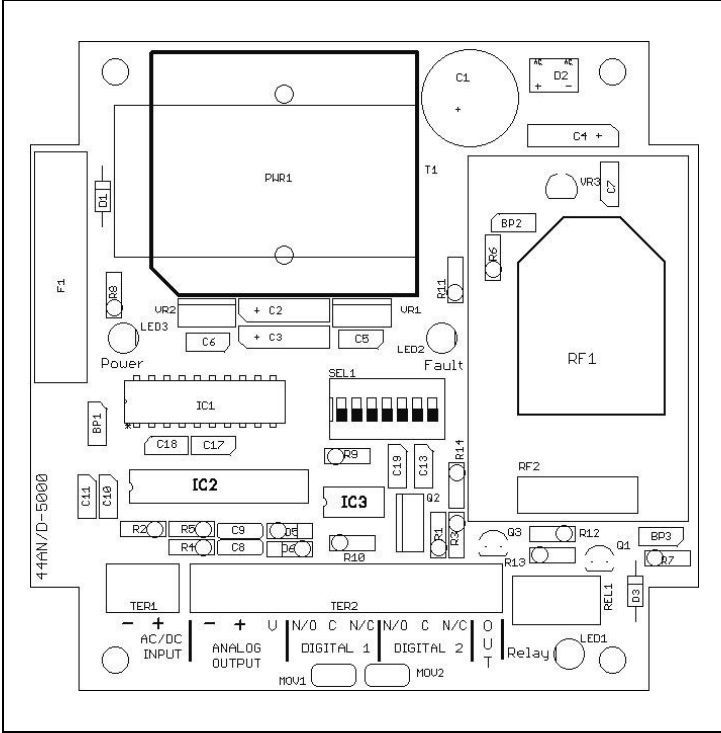 AC AC
C1
D2
+ -
+
C4 +
T1
PWR1
D1
VR3
C7
BP2
R6
R11
R8
F1
VR2
+ C2
VR1
LED3
+ C3
C6
C5
LED2
Power
Fault
RF1
SEL1
IC1
BP1
*
C18
C17
R9
C19
C13
R14
RF2
IC2
IC3
C11
C10
Q2
44AN/D-5000
R2
R5
C9
D5
R4
C8
D6
R10
R1
R3
Q3
R12
BP3
R13
Q1
R7
TER1
TER2
REL1
D3
- + - + U N/O C N/C N/O C N/C O
AC/DC ANALOG DIGITAL 1 DIGITAL 2 U
INPUT OUTPUT T
Relay
LED1
MOV1
MOV2